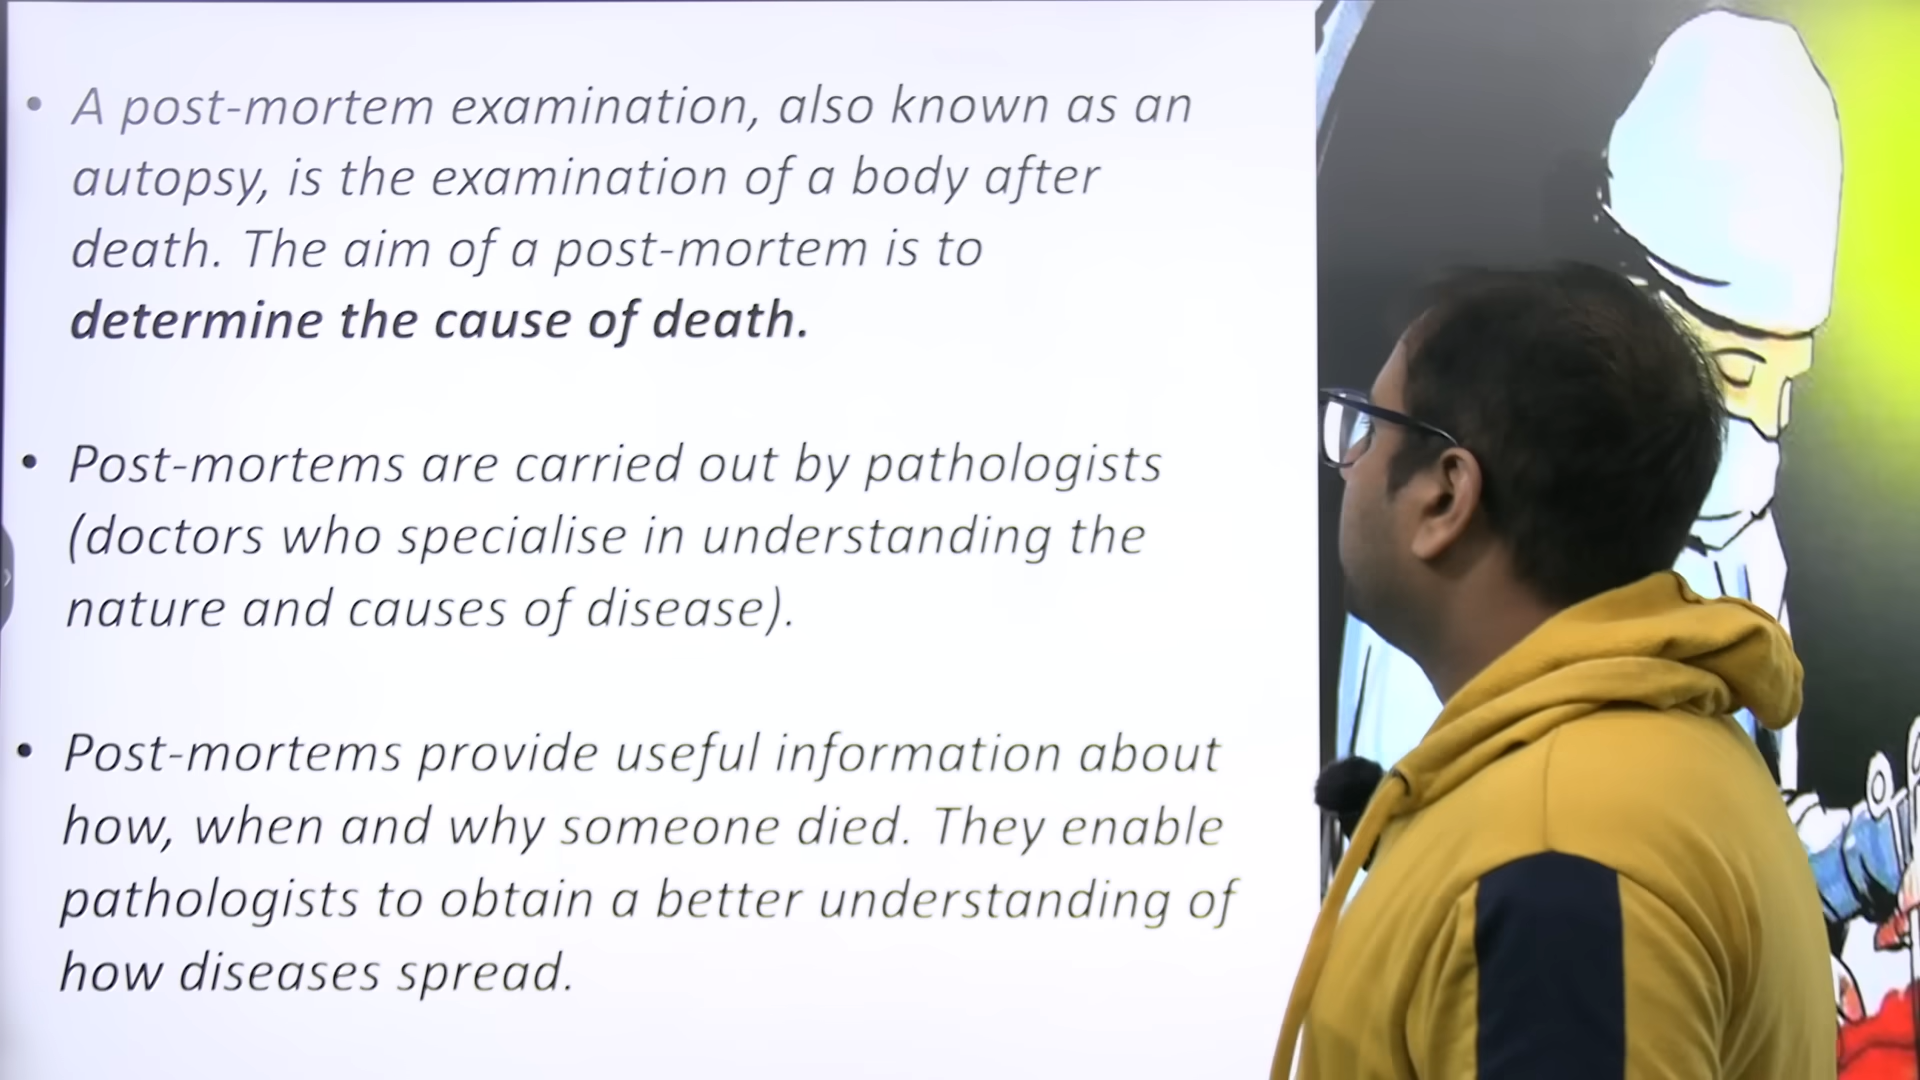 • A post-mortem examination, also known as an
autopsy, is the examination of a body after
death. The aim of a post-mortem is to
determine the cause of death.
• Post-mortems are carried out by pathologists
(doctors who specialise in understanding the
nature and causes of disease).
• Post-mortems provide useful information about
how, when and why someone died. They enable
pathologists to obtain a better understanding of
how diseases spread.